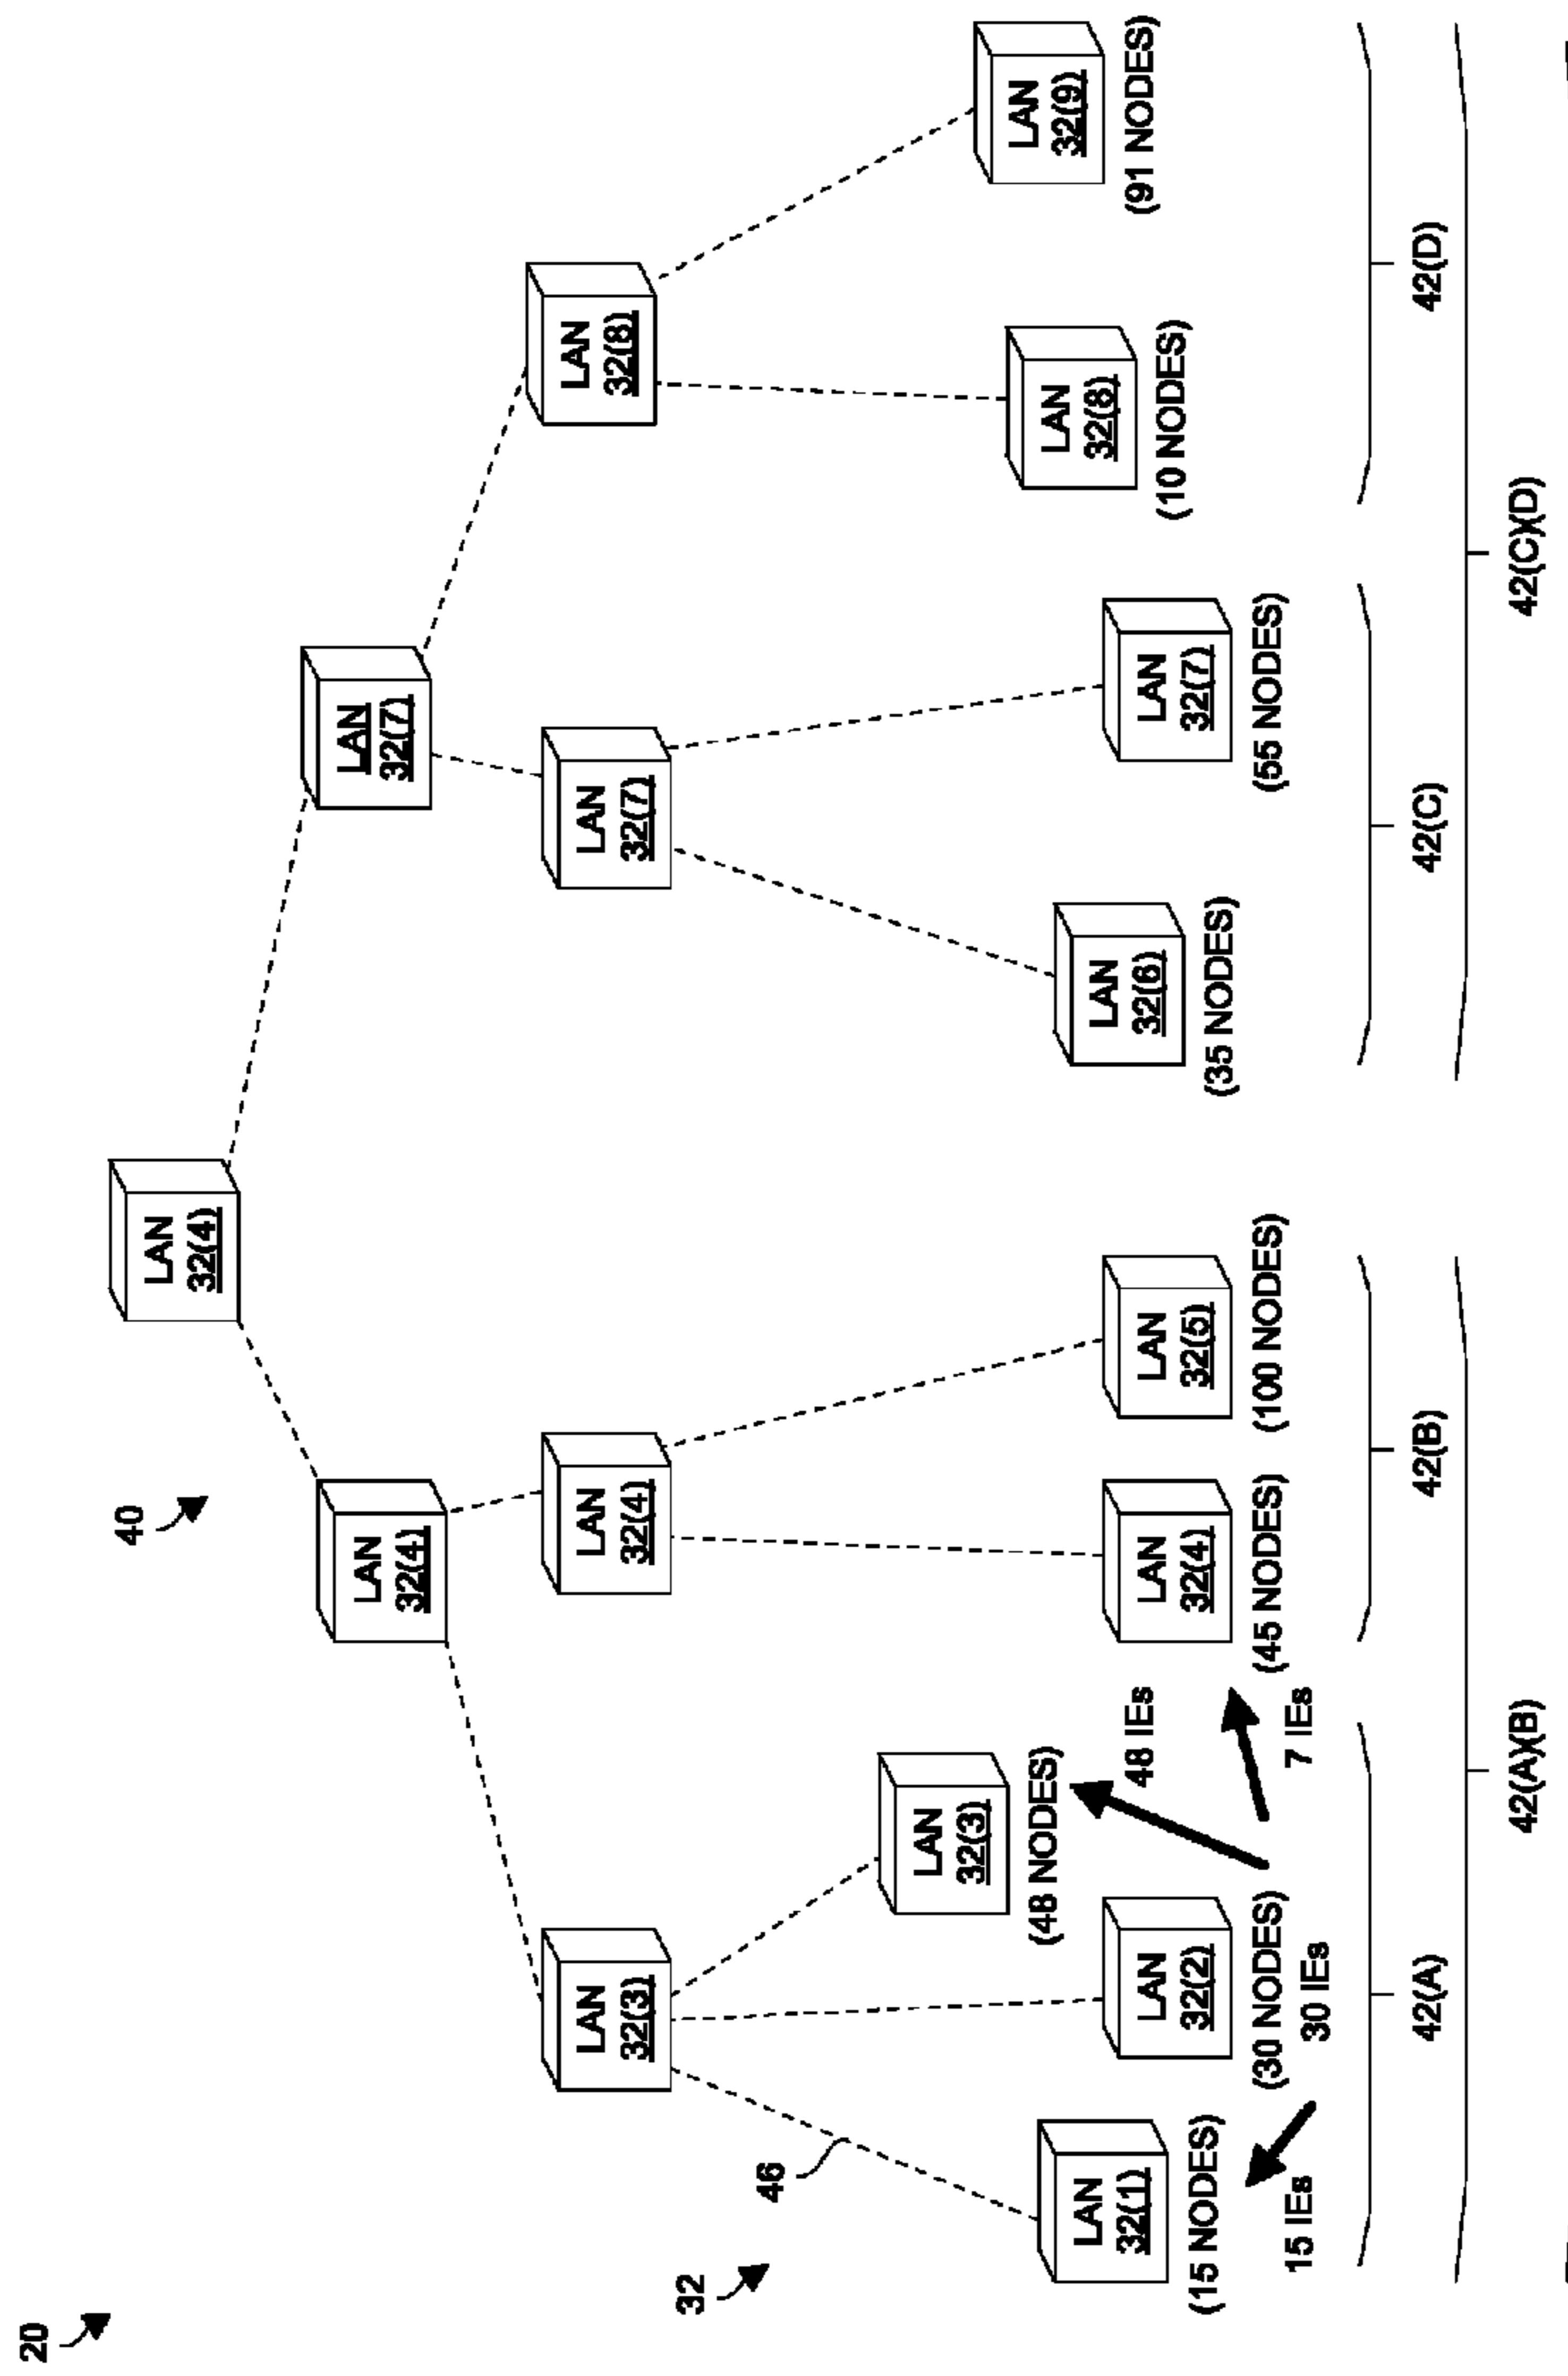 20
40
LAN
32(4)
LAN
32(4)
LAN
32(7)
LAN
32(3)
LAN
32(4)
LAN
32(7)
LAN
32(8)
32
46
LAN
32(1)
(15 NODES)
LAN
32(2)
(30 NODES)
LAN
32(3)
(48 NODES)
LAN
32(4)
(45 NODES)
LAN
32(5)
(100 NODES)
LAN
32(6)
(35 NODES)
LAN
32(7)
(55 NODES)
LAN
32(8)
(10 NODES)
LAN
32(9)
(91 NODES)
15 IEs
30 IEs
48 IEs
7 IEs
42(A)
42(B)
42(C)
42(D)
42(A)(B)
42(C)(D)